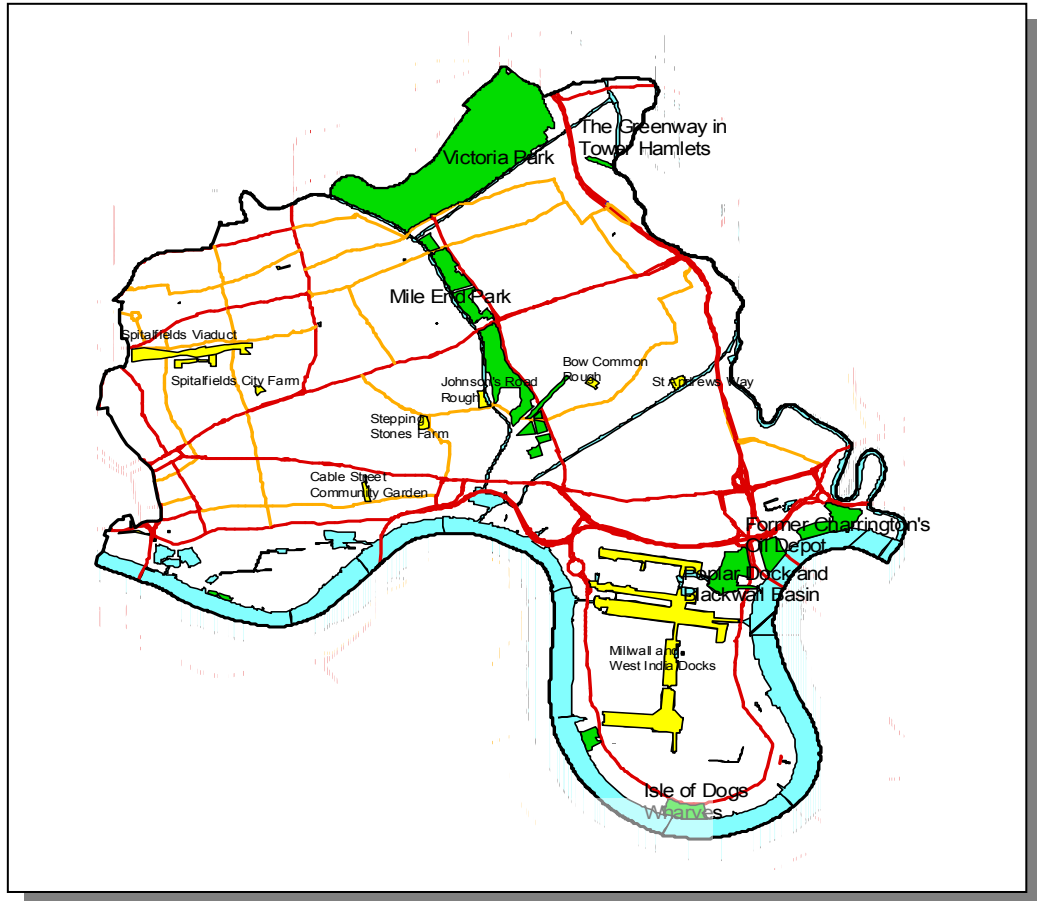 The Greenway in
Tower Hamlets
Victoria Park
Mile End Park
Spitalfields Viaduct
Spitalfields City Farm
Bow Common
Rough
Johnson's Road
Rough
St Andrews Way
Stepping
Stones Farm
Cable Street
Community Garden
Former Charrington's
Oil Depot
Poplar Dock and
Blackwall Basin
Millwall and
West India Docks
Isle of Dogs
Wharves